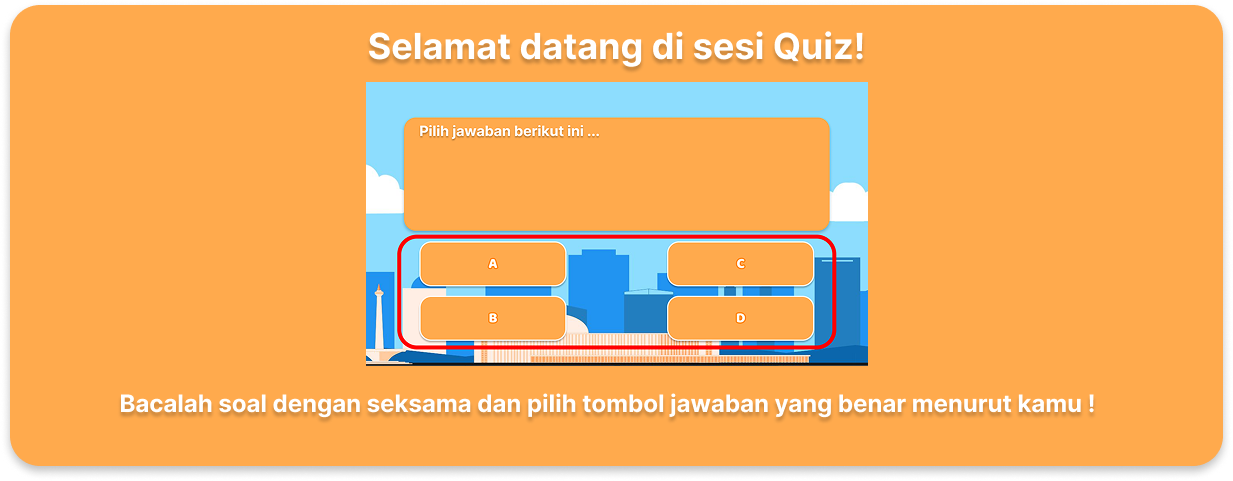 Selamat datang di sesi Quiz!
Pilih jawaban berikut ini ...
A
C
B
D
Bacalah soal dengan seksama dan pilih tombol jawaban yang benar menurut kamu !